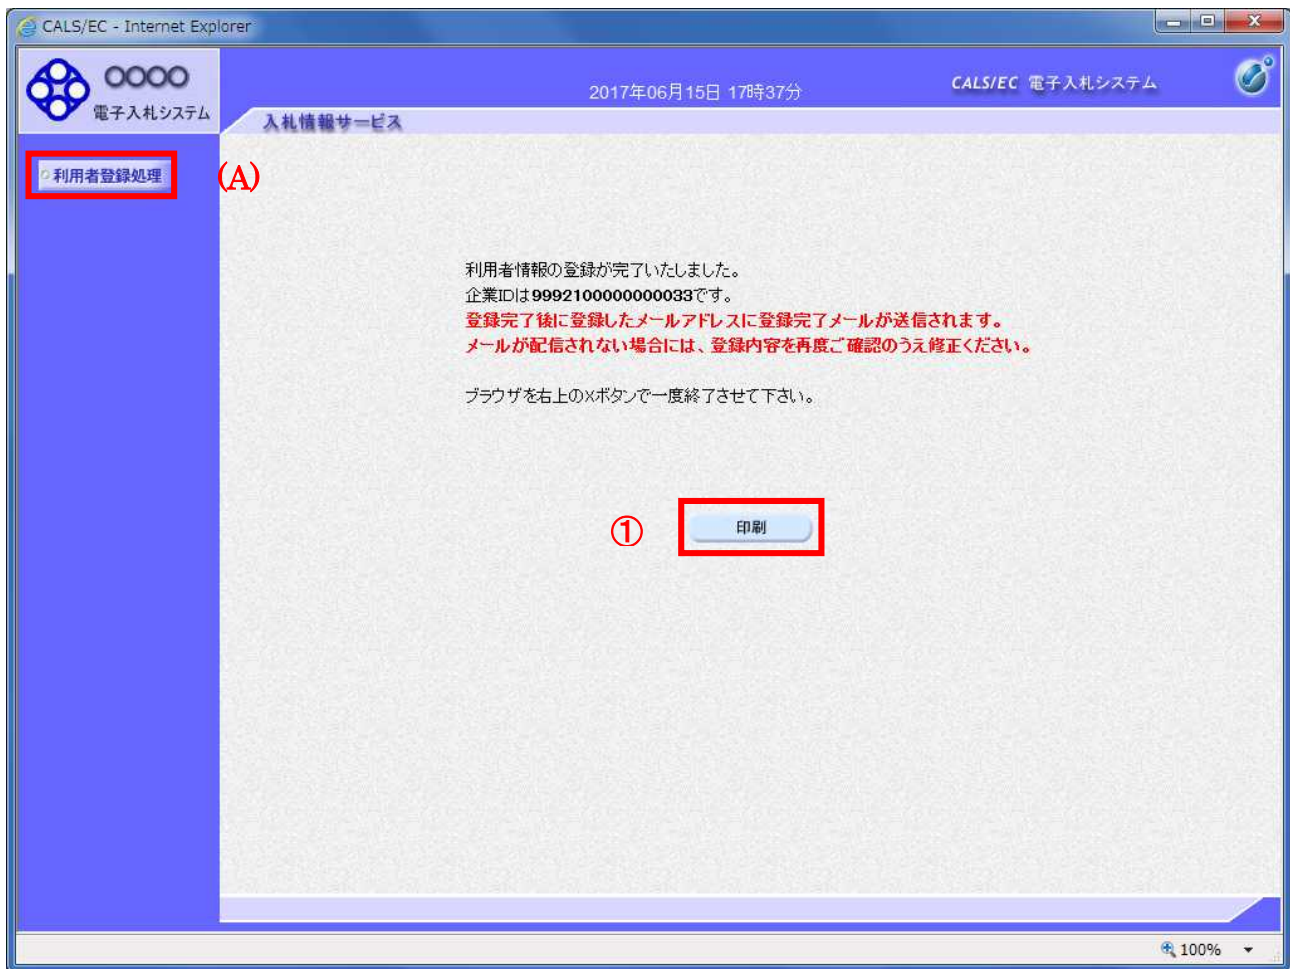 CALS/EC - Internet Explorer
○○○○
電子入札システム
2017年06月15日 17時37分
CALS/EC 電子入札システム
入札情報サービス
利用者登録処理
(A)
利用者情報の登録が完了いたしました。
企業IDは9992100000000033です。
登録完了後に登録したメールアドレスに登録完了メールが送信されます。
メールが配信されない場合には、登録内容を再度ご確認のうえ修正ください。
ブラウザを右上の×ボタンで一度終了させて下さい。
①
印刷
100%